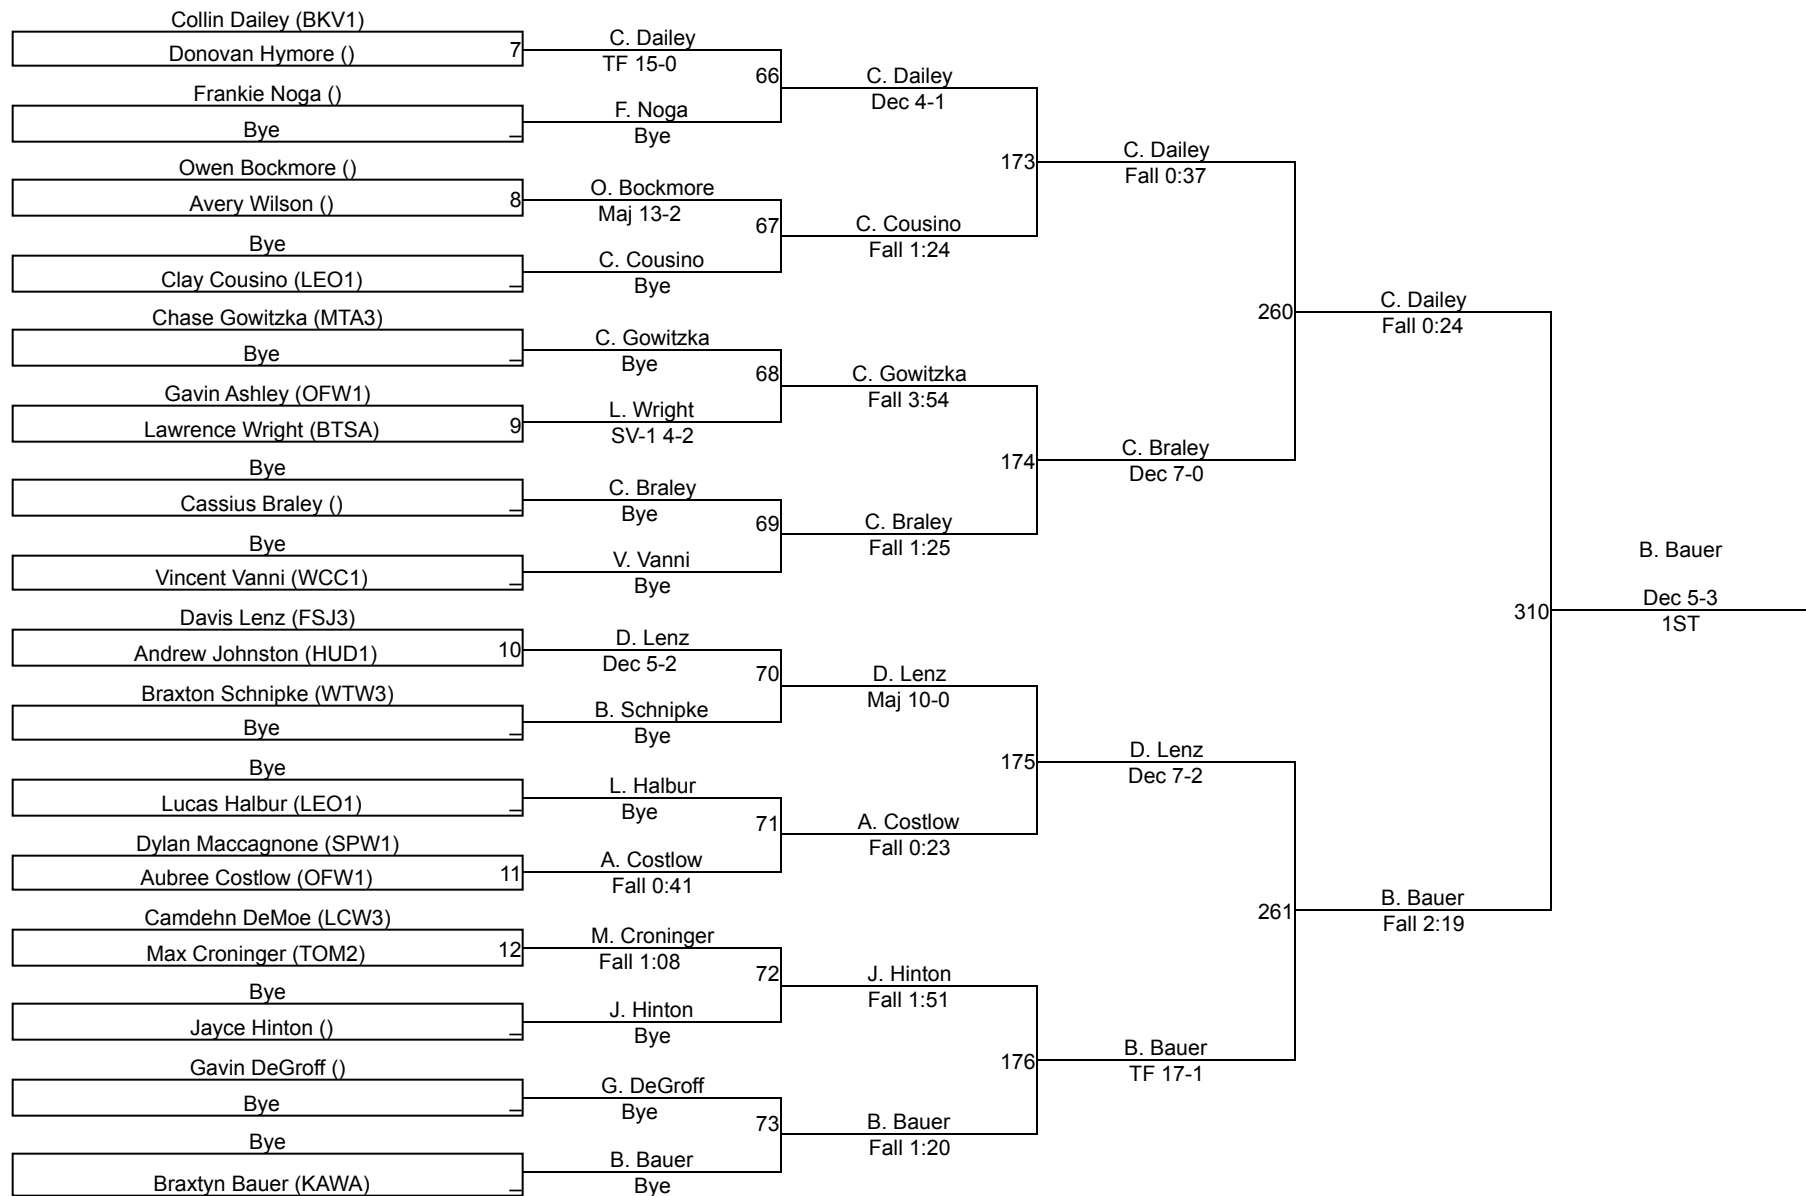 Collin Dailey (BKV1)
Donovan Hymore ()
7
Frankie Noga ()
Bye
_
Owen Bockmore ()
Avery Wilson ()
8
Bye
Clay Cousino (LEO1)
_
Chase Gowitzka (MTA3)
Bye
_
Gavin Ashley (OFW1)
Lawrence Wright (BTSA)
9
Bye
Cassius Braley ()
_
Bye
Vincent Vanni (WCC1)
_
Davis Lenz (FSJ3)
Andrew Johnston (HUD1)
10
Braxton Schnipke (WTW3)
Bye
_
Bye
Lucas Halbur (LEO1)
_
Dylan Maccagnone (SPW1)
Aubree Costlow (OFW1)
11
Camdehn DeMoe (LCW3)
Max Croninger (TOM2)
12
Bye
Jayce Hinton ()
_
Gavin DeGroff ()
Bye
_
Bye
Braxtyn Bauer (KAWA)
_
C. Dailey
TF 15-0
66
F. Noga
Bye
O. Bockmore
Maj 13-2
67
C. Cousino
Bye
C. Gowitzka
Bye
68
L. Wright
SV-1 4-2
C. Braley
Bye
69
V. Vanni
Bye
D. Lenz
Dec 5-2
70
B. Schnipke
Bye
L. Halbur
Bye
71
A. Costlow
Fall 0:41
M. Croninger
Fall 1:08
72
J. Hinton
Bye
G. DeGroff
Bye
73
B. Bauer
Bye
C. Dailey
Dec 4-1
173
C. Cousino
Fall 1:24
C. Gowitzka
Fall 3:54
174
C. Braley
Fall 1:25
D. Lenz
Maj 10-0
175
A. Costlow
Fall 0:23
J. Hinton
Fall 1:51
176
B. Bauer
Fall 1:20
C. Dailey
Fall 0:37
260
C. Braley
Dec 7-0
D. Lenz
Dec 7-2
261
B. Bauer
TF 17-1
C. Dailey
Fall 0:24
310
B. Bauer
Fall 2:19
B. Bauer
Dec 5-3
1ST